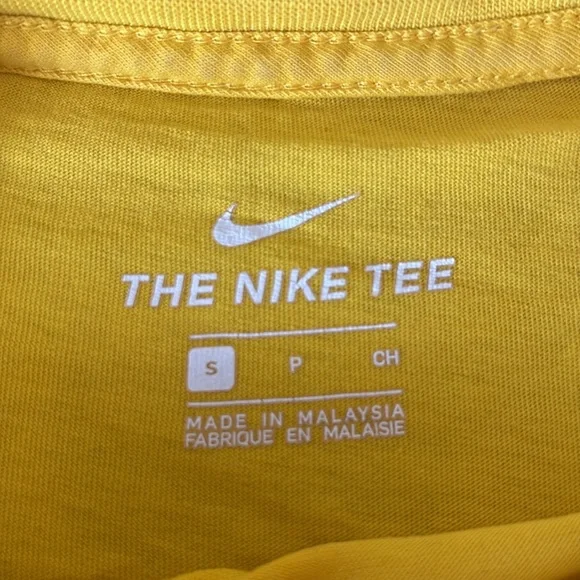 THE NIKE TEE
S P CH
MADE IN MALAYSIA
FABRIQUE EN MALAISIE